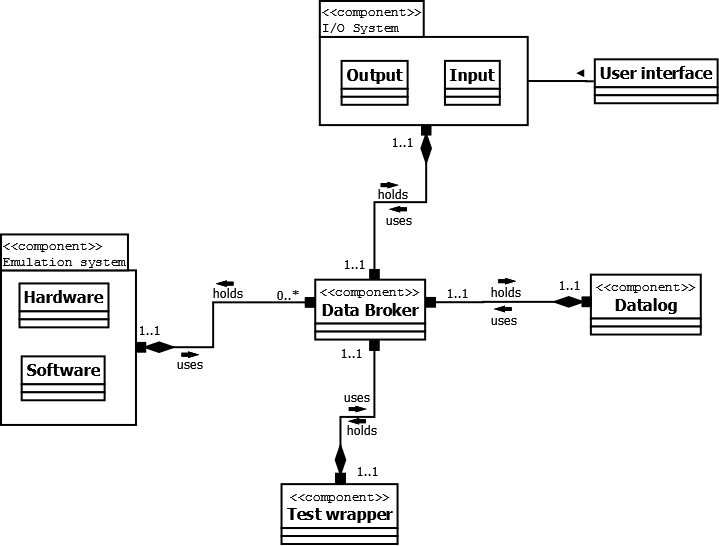 <<component>>
I/O System
Output
Input
User interface
1..1
holds
uses
1..1
<<component>>
Emulation system
Hardware
Software
1..1
uses
holds
0..*
<<component>>
Data Broker
1..1
holds
uses
1..1
<<component>>
Datalog
1..1
uses
holds
1..1
<<component>>
Test wrapper